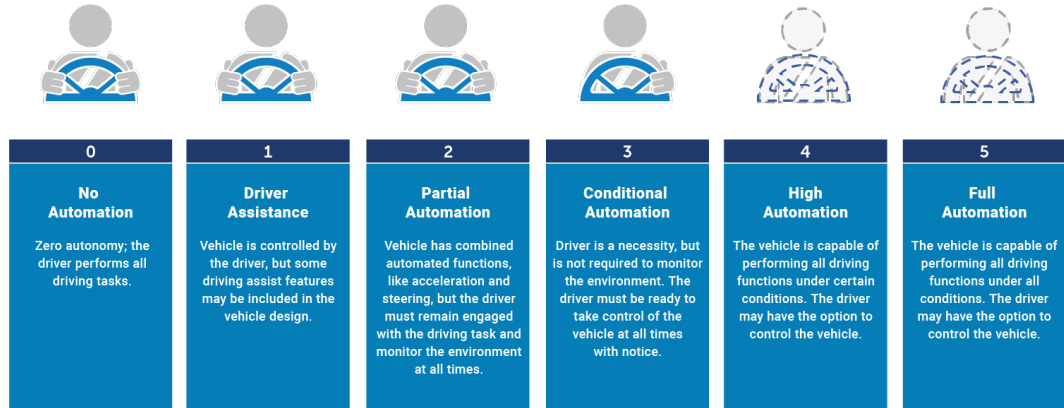 0
No
Automation
Zero autonomy; the
driver performs all
driving tasks.
1
Driver
Assistance
Vehicle is controlled by
the driver, but some
driving assist features
may be included in the
vehicle design.
2
Partial
Automation
Vehicle has combined
automated functions,
like acceleration and
steering, but the driver
must remain engaged
with the driving task and
monitor the environment
at all times.
3
Conditional
Automation
Driver is a necessity, but
is not required to monitor
the environment. The
driver must be ready to
take control of the
vehicle at all times
with notice.
4
High
Automation
The vehicle is capable of
performing all driving
functions under certain
conditions. The driver
may have the option to
control the vehicle.
5
Full
Automation
The vehicle is capable of
performing all driving
functions under all
conditions. The driver
may have the option to
control the vehicle.